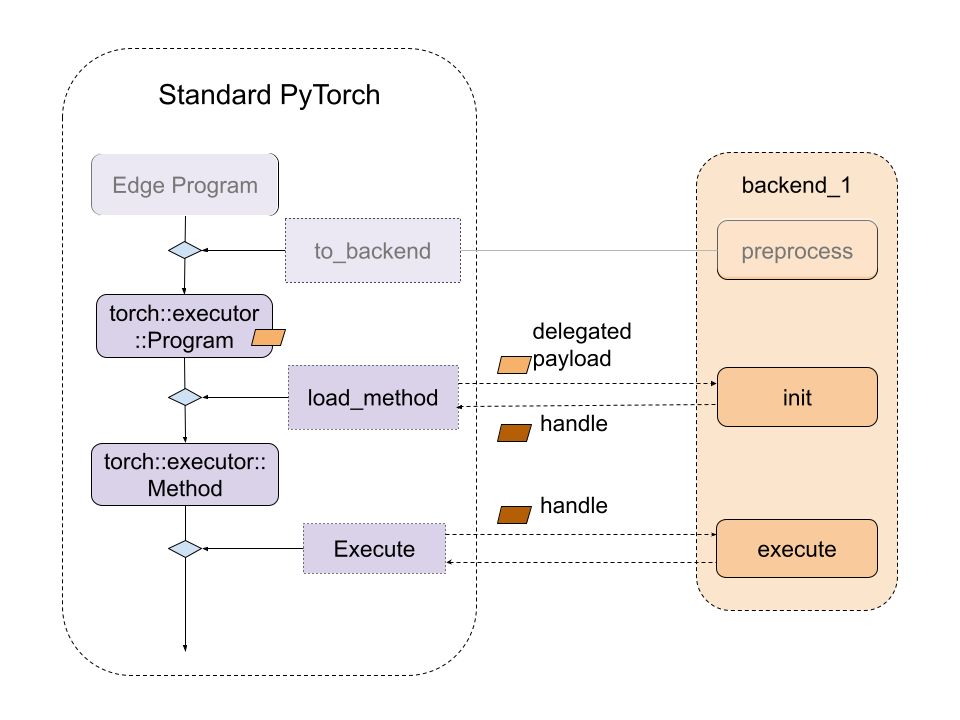 Standard PyTorch
Edge Program
backend_1
to_backend
preprocess
torch::executor
::Program
delegated
payload
load_method
init
handle
torch::executor::
Method
handle
Execute
execute